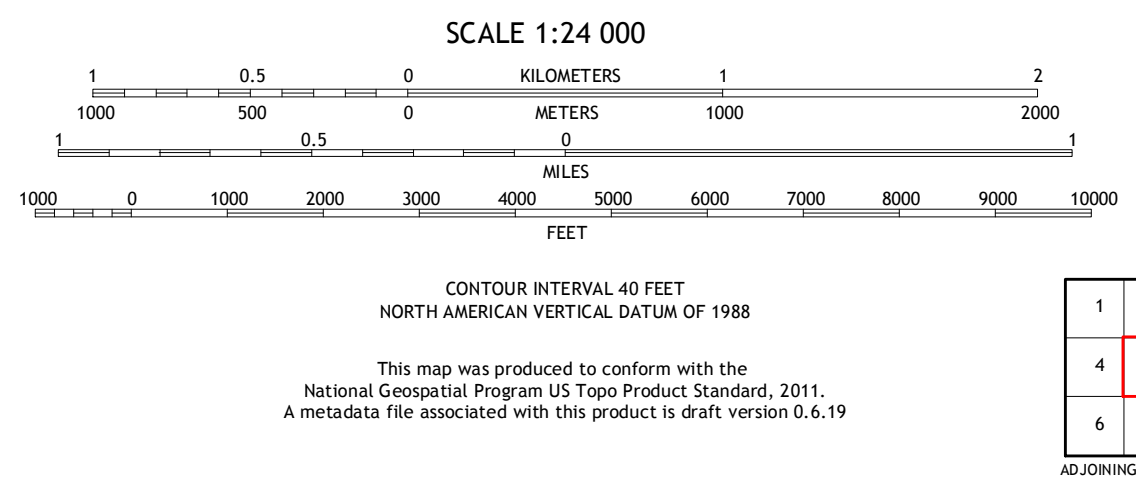 SCALE 1:24 000
1 0.5 0 KILOMETERS 1 2
1000 500 0 METERS 1000 2000
1 0.5 0 1
MILES
1000 0 1000 2000 3000 4000 5000 6000 7000 8000 9000 10000
FEET
CONTOUR INTERVAL 40 FEET
NORTH AMERICAN VERTICAL DATUM OF 1988
This map was produced to conform with the
National Geospatial Program US Topo Product Standard, 2011.
A metadata file associated with this product is draft version 0.6.19
1
4
6
ADJOINING